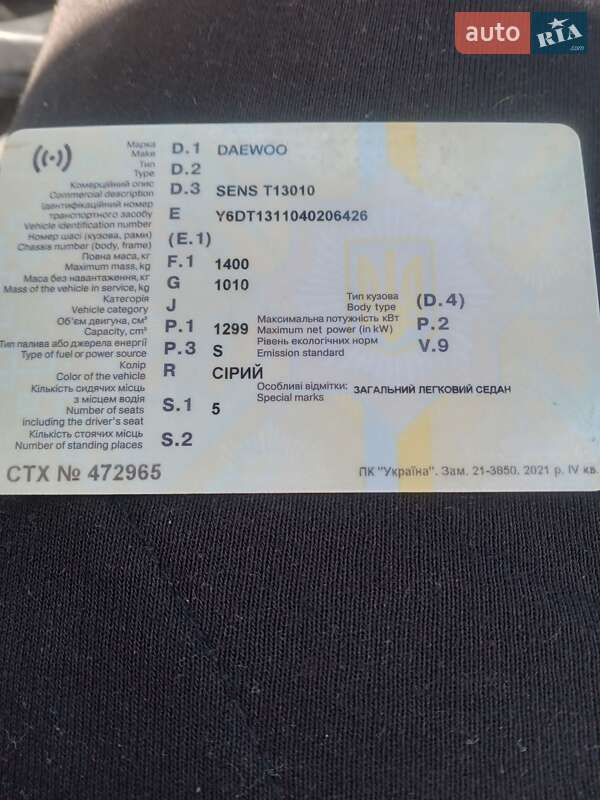 auto RIA.com
Марка D.1 DAEWOO
Make
Тип D.2
Type
Комерційний опис D.3 SENS T13010
Commercial description
Ідентифікаційний номер
транспортного засобу E Y6DT1311040206426
Vehicle identification number
Номер шасі (кузова, рами) (E.1)
Chassis number (body, frame)
Повна маса, кг F.1 1400
Maximum mass, kg
Маса без навантаження, кг G 1010
Mass of the vehicle in service, kg
Категорія J Тип кузова (D.4)
Vehicle category Body type
Об'єм двигуна, см³ P.1 1299 Максимальна потужність кВт P.2
Capacity, cm³ Maximum net power (in kW)
Тип палива або джерела енергії P.3 S Рівень екологічних норм V.9
Type of fuel or power source Emission standard
Колір R СІРИЙ
Color of the vehicle
Кількість сидячих місць Особливі відмітки: ЗАГАЛЬНИЙ ЛЕГКОВИЙ СЕДАН
з місцем водія S.1 5 Special marks
Number of seats
including the driver's seat
Кількість стоячих місць S.2
Number of standing places
СТХ № 472965 ПК "Україна". Зам. 21-3850. 2021 р. IV кв.